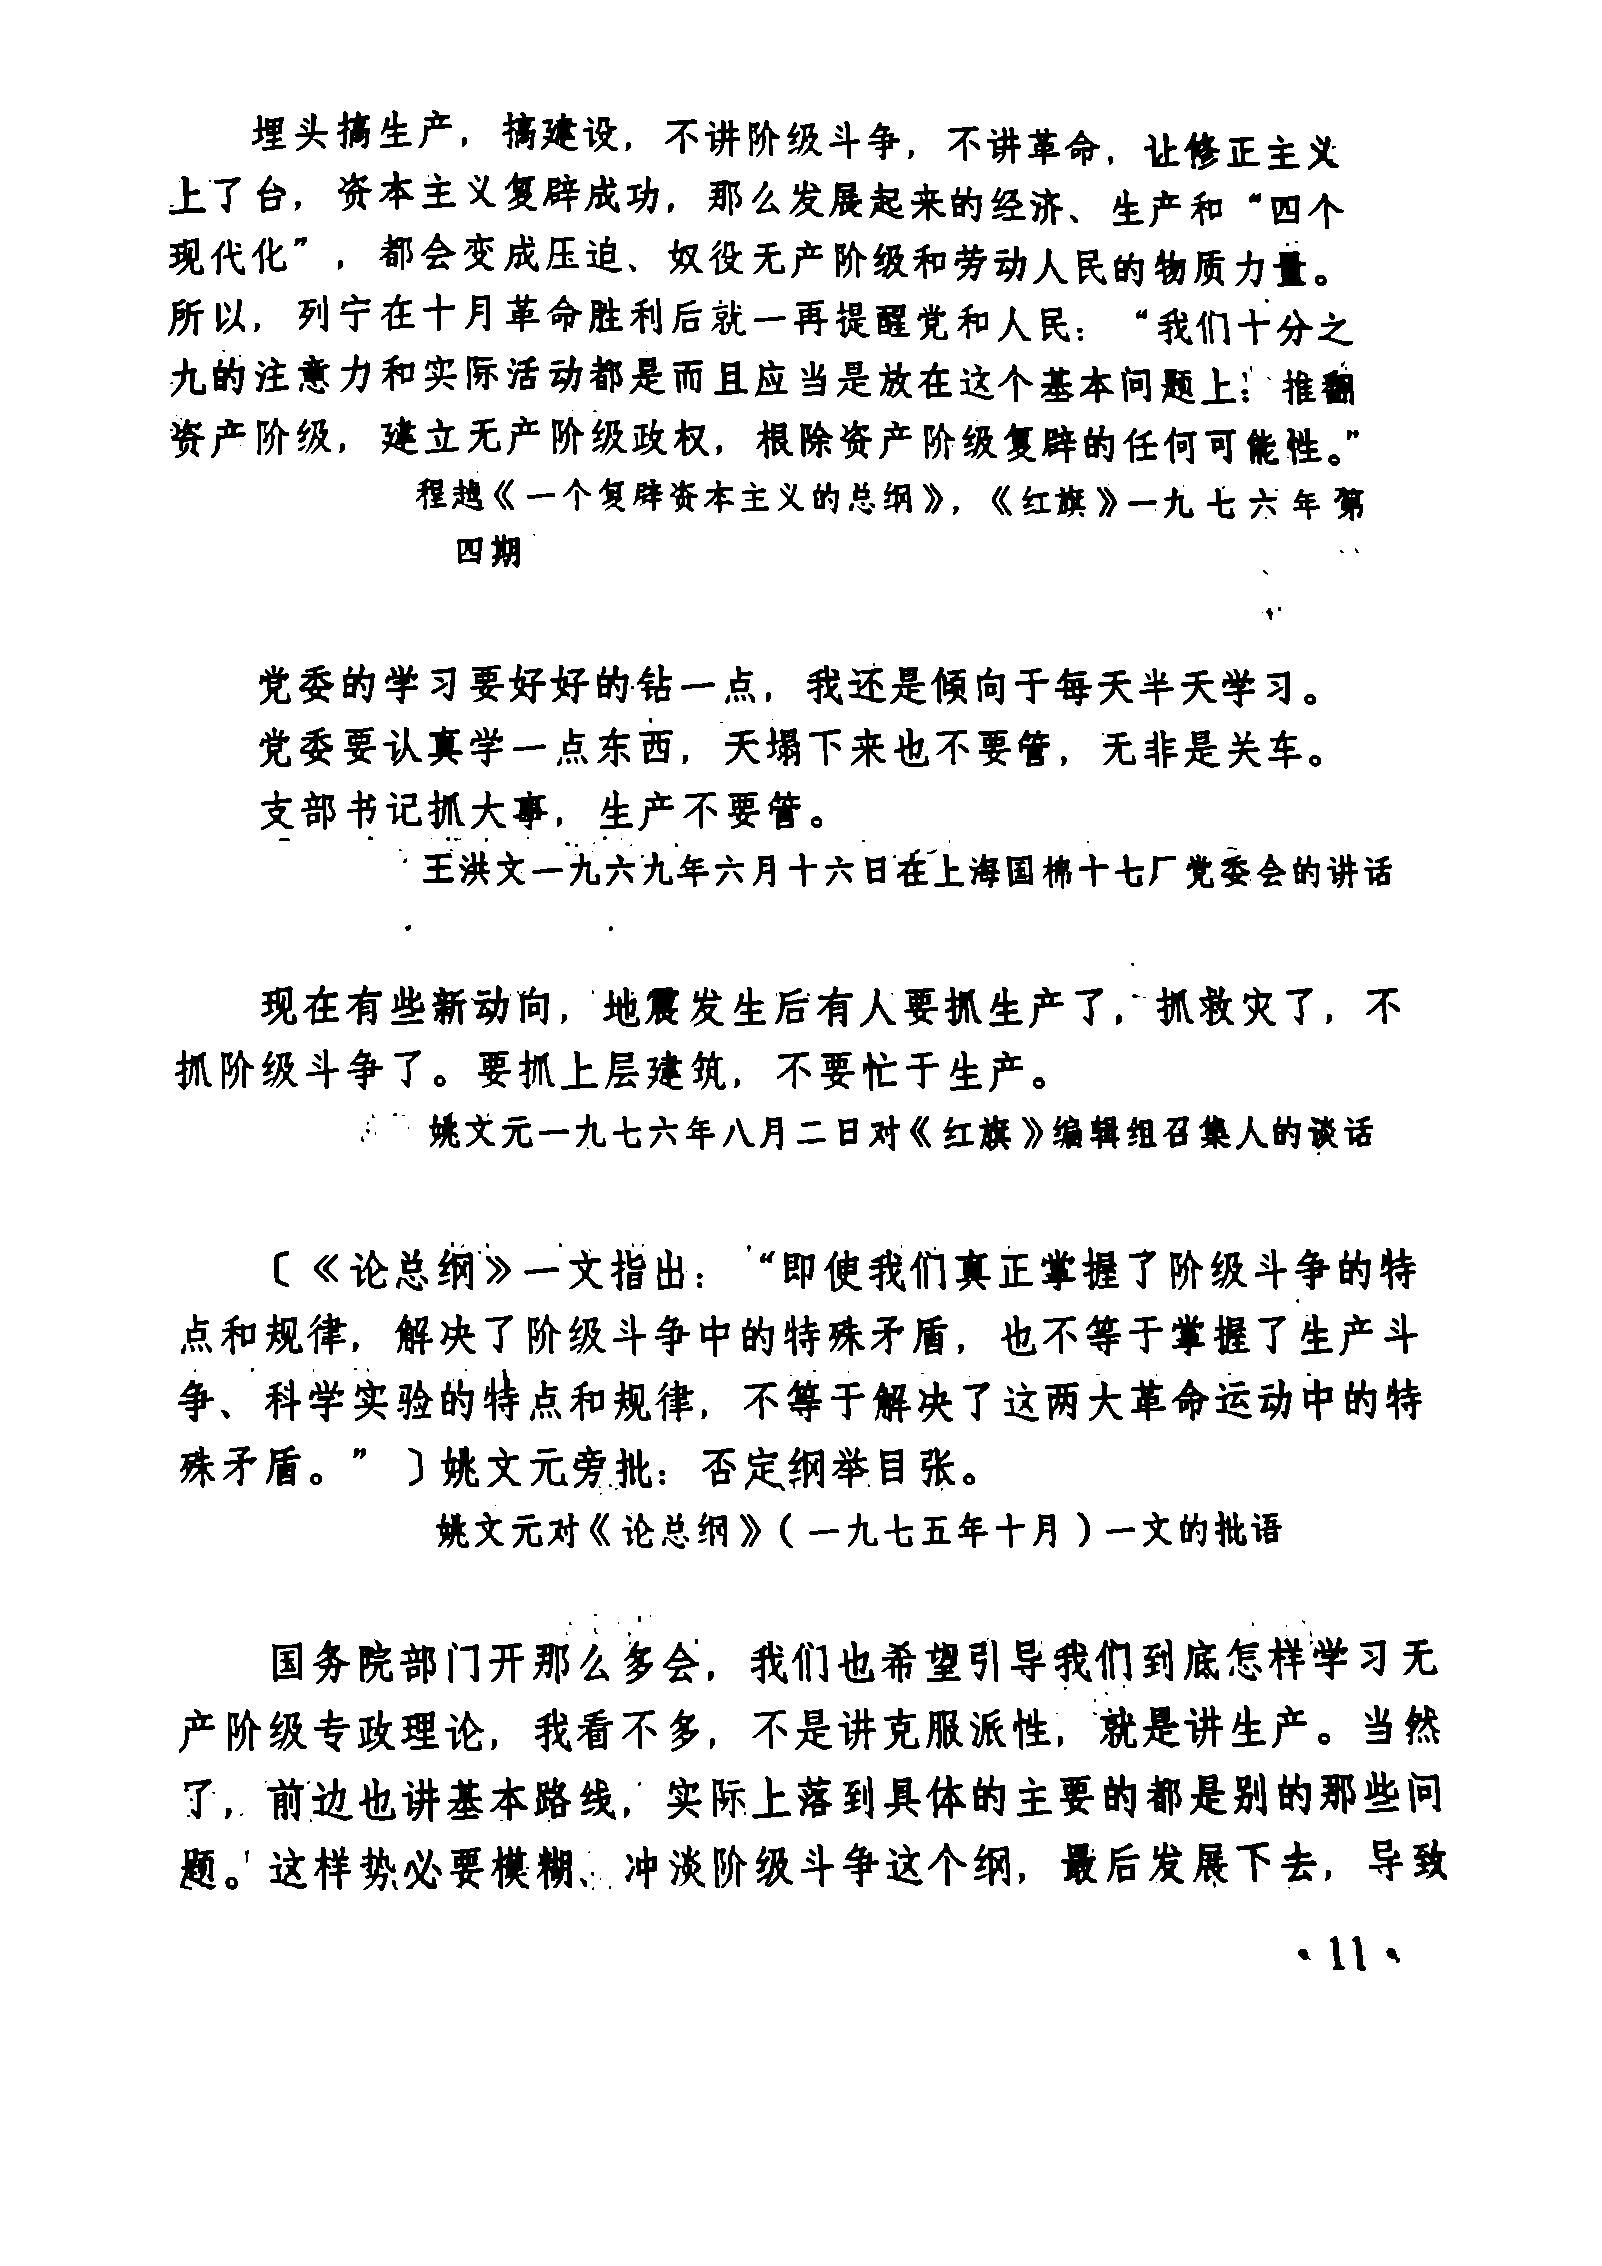 埋头搞生产，搞建设，不讲阶级斗争，不讲革命，让修正主义
上了台，资本主义复辟成功，那么发展起来的经济、生产和“四个
现代化”，都会变成压迫、奴役无产阶级和劳动人民的物质力量。
所以，列宁在十月革命胜利后就一再提醒党和人民：“我们十分之
九的注意力和实际活动都是而且应当是放在这个基本问题上：推翻
资产阶级，建立无产阶级政权，根除资产阶级复辟的任何可能性。”
程越《一个复辟资本主义的总纲》，《红旗》一九七六年第
四期
党委的学习要好好的钻一点，我还是倾向于每天半天学习。
党委要认真学一点东西，天塌下来也不要管，无非是关车。
支部书记抓大事，生产不要管。
王洪文一九六九年六月十六日在上海国棉十七厂党委会的讲话
现在有些新动向，地震发生后有人要抓生产了，抓救灾了，不
抓阶级斗争了。要抓上层建筑，不要忙于生产。
姚文元一九七六年八月二日对《红旗》编辑组召集人的谈话
〔《论总纲》一文指出：“即使我们真正掌握了阶级斗争的特
点和规律，解决了阶级斗争中的特殊矛盾，也不等于掌握了生产斗
争、科学实验的特点和规律，不等于解决了这两大革命运动中的特
殊矛盾。”〕姚文元旁批：否定纲举目张。
姚文元对《论总纲》（一九七五年十月）一文的批语
国务院部门开那么多会，我们也希望引导我们到底怎样学习无
产阶级专政理论，我看不多，不是讲克服派性，就是讲生产。当然
了，前边也讲基本路线，实际上落到具体的主要的都是别的那些问
题。这样势必要模糊、冲淡阶级斗争这个纲，最后发展下去，导致
·11·